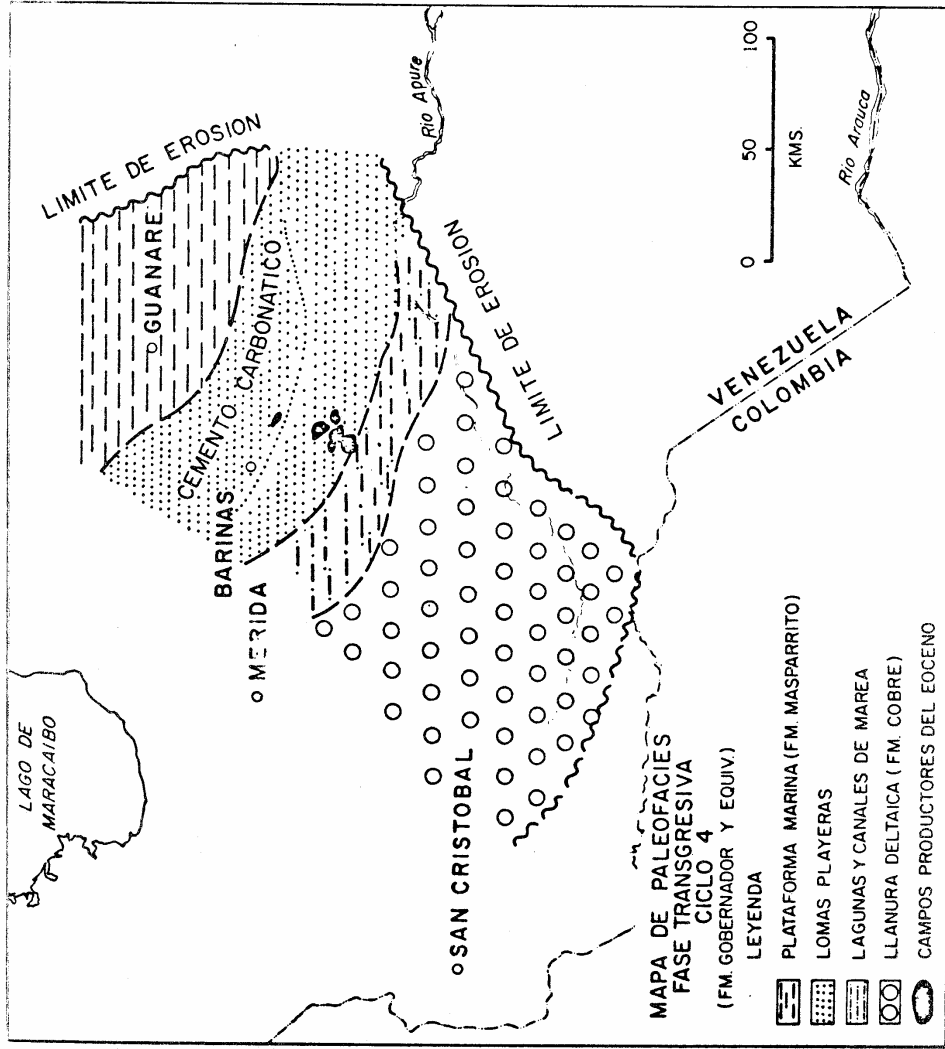 LAGO DE
MARACAIBO
LIMITE DE EROSION
GUANARE
CEMENTO CARBONATICO
BARINAS
MERIDA
Rio Apure
LIMITE DE EROSION
SAN CRISTOBAL
VENEZUELA
COLOMBIA
0 50 100
KMS.
Rio Arauca
MAPA DE PALEOFACIES
FASE TRANSGRESIVA
CICLO 4
(FM. GOBERNADOR Y EQUIV.)
LEYENDA
PLATAFORMA MARINA (FM. MASPARRITO)
LOMAS PLAYERAS
LAGUNAS Y CANALES DE MAREA
LLANURA DELTAICA (FM. COBRE)
CAMPOS PRODUCTORES DEL EOCENO